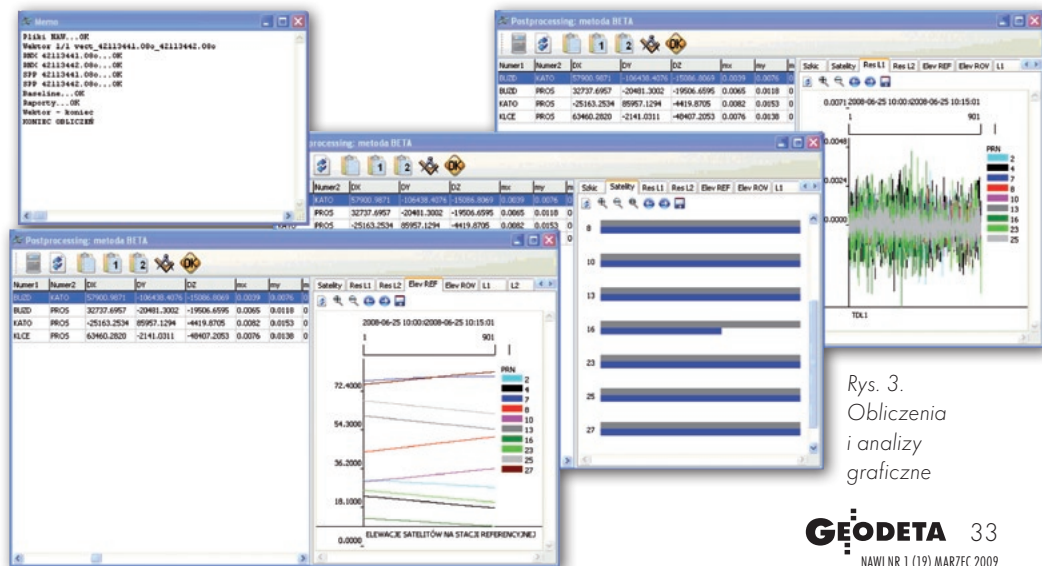 Memo
Pliki NAW...OK
Wektor 1/1 vect_42113441.08o_42113442.08o
RNX 42113441.08o...OK
RNX 42113442.08o...OK
SPP 42113441.08o...OK
SPP 42113442.08o...OK
Baseline...OK
Raporty...OK
Wektor - koniec
KONIEC OBLICZEŃ
Postprocessing: metoda BETA
1 2 OK
Numer1 Numer2 DX DY DZ mx my
BUZD KATO 57900.9871 -106438.4076 -15086.8069 0.0039 0.0076 0
BUZD PROS 32737.6957 -20481.3002 -19506.6595 0.0065 0.0118 0
KATO PROS -25163.2534 85957.1294 -4419.8705 0.0082 0.0153 0
KLCE PROS 63460.2820 -2141.0311 -48407.2053 0.0076 0.0138 0
Szkic Satelity Res L1 Res L2 Elev REF Elev ROV L1
0.0071 2008-06-25 10:00:0 2008-06-25 10:15:01
1 901
0.0048
0.0024
0.0000
PRN
2
4
7
8
10
13
16
23
25
TDL1
processing: metoda BETA
1 2 OK
Numer2 DX DY DZ mx my m
KATO 57900.9871 -106438.4076 -15086.8069 0.0039 0.0076 0
PROS 32737.6957 -20481.3002 -19506.6595 0.0065 0.0118 0
KATO PROS -25163.2534 85957.1294 -4419.8705 0.0082 0.0153 0
0
Szkic Satelity Res L1 Res L2 Elev REF Elev ROV L1
8
10
13
16
23
25
27
Postprocessing: metoda BETA
1 2 OK
Numer1 Numer2 DX DY DZ mx my m
BUZD KATO 57900.9871 -106438.4076 -15086.8069 0.0039 0.0076 0
BUZD PROS 32737.6957 -20481.3002 -19506.6595 0.0065 0.0118 0
KATO PROS -25163.2534 85957.1294 -4419.8705 0.0082 0.0153 0
KLCE PROS 63460.2820 -2141.0311 -48407.2053 0.0076 0.0138 0
Satelity Res L1 Res L2 Elev REF Elev ROV L1 L2
2008-06-25 10:00:0 2008-06-25 10:15:01
1 901
72.4000
54.3000
36.2000
18.1000
0.0000
PRN
2
4
7
8
10
13
16
23
25
27
ELEWACJE SATELITÓW NA STACJI REFERENCYJNEJ
Rys. 3.
Obliczenia
i analizy
graficzne
GEODETA 33
NAWI NR 1 (19) MARZEC 2009